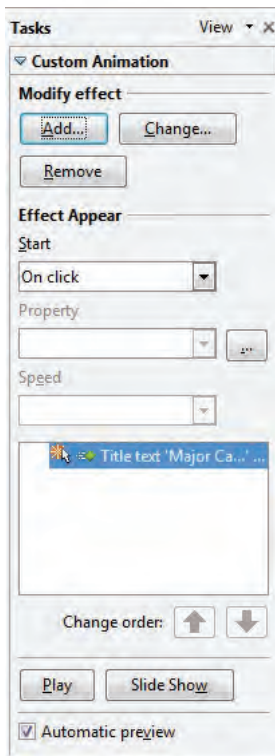 Tasks View
Custom Animation
Modify effect
Add... Change...
Remove
Effect Appear
Start
On click
Property
...
Speed
Title text 'Major Ca...' ...
Change order:
Play Slide Show
Automatic preview